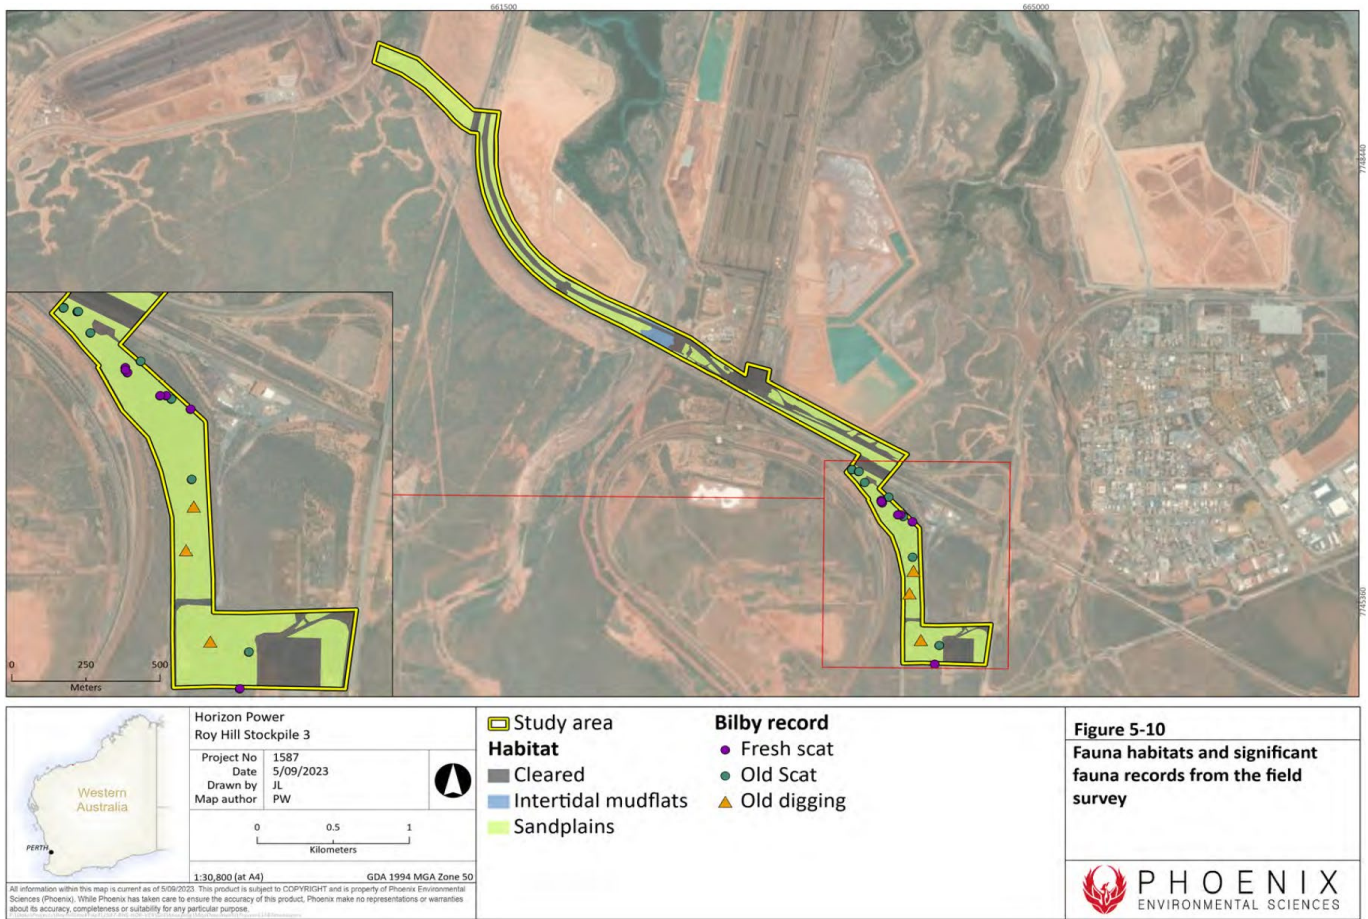 661500
665000
7748440
7745360
0 250 500
Meters
Western
Australia
PERTH
Horizon Power
Roy Hill Stockpile 3
Project No 1587
Date 5/09/2023
Drawn by JL
Map author PW
0 0.5 1
Kilometers
1:30,800 (at A4) GDA 1994 MGA Zone 50
All information within this map is current as of 5/09/2023. This product is subject to COPYRIGHT and is property of Phoenix Environmental
Sciences (Phoenix). While Phoenix has taken care to ensure the accuracy of this product, Phoenix make no representations or warranties
about its accuracy, completeness or suitability for any particular purpose.
Study area
Habitat
Cleared
Intertidal mudflats
Sandplains
Bilby record
Fresh scat
Old Scat
Old digging
Figure 5-10
Fauna habitats and significant
fauna records from the field
survey
PHOENIX
ENVIRONMENTAL SCIENCES